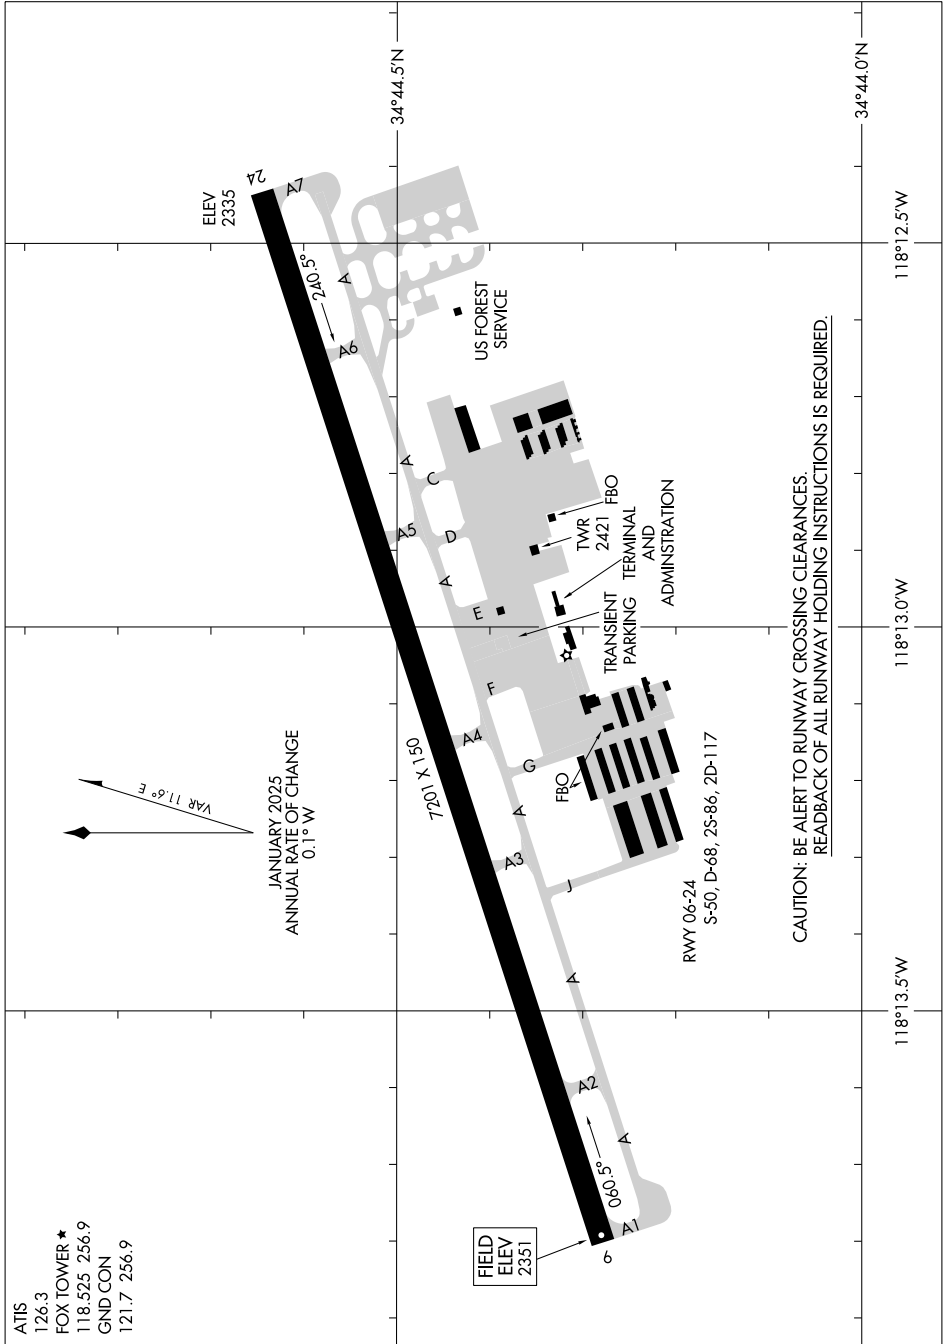 ATIS
126.3
FOX TOWER ★
118.525 256.9
GND CON
121.7 256.9
JANUARY 2025
ANNUAL RATE OF CHANGE
0.1° W
VAR 11.6° E
ELEV
2335
24
A7
A
240.5°
A6
US FOREST
SERVICE
A
C
A5
D
A
E
7201 X 150
F
A4
G
A
A3
J
A
A2
A
060.5°
A1
6
FIELD
ELEV
2351
FBO
TWR
2421
TERMINAL
AND
ADMINSTRATION
TRANSIENT
PARKING
FBO
RWY 06-24
S-50, D-68, 2S-86, 2D-117
CAUTION: BE ALERT TO RUNWAY CROSSING CLEARANCES.
READBACK OF ALL RUNWAY HOLDING INSTRUCTIONS IS REQUIRED.
34°44.5'N
34°44.0'N
118°13.5'W
118°13.0'W
118°12.5'W